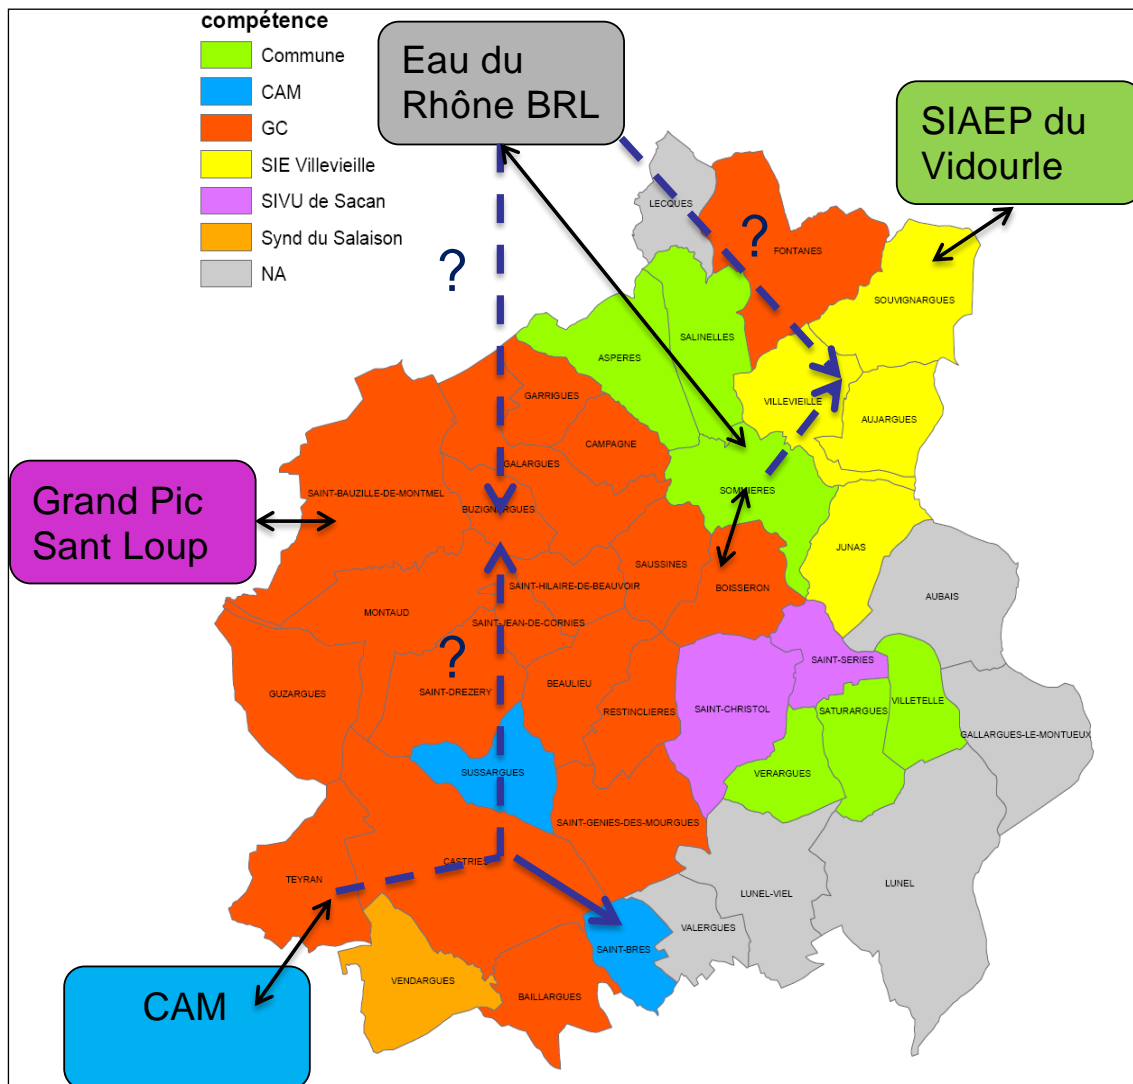 compétence
Commune
CAM
GC
SIE Villevieille
SIVU de Sacan
Synd du Salaison
NA
Eau du
Rhône BRL
SIAEP du
Vidourle
Grand Pic
Sant Loup
CAM
?
?
?
LECQUES
FONTANES
SOUVIGNARGUES
SALINELLES
ASPERES
VILLEVIEILLE
AUJARGUES
GARRIGUES
CAMPAGNE
GALARGUES
SAINT-BAUZILLE-DE-MONTMEL
SOMMIERES
BUZIGNARGUES
JUNAS
SAUSSINES
SAINT-HILAIRE-DE-BEAUVOIR
BOISSERON
AUBAIS
MONTAUD
SAINT-JEAN-DE-CORNIES
SAINT-SERIES
BEAULIEU
GUZARGUES
SAINT-DREZERY
VILLETELLE
SAINT-CHRISTOL
SATURARGUES
RESTINCLIERES
GALLARGUES-LE-MONTUEUX
VERARGUES
SUSSARGUES
SAINT-GENIES-DES-MOURGUES
CASTRIES
TEYRAN
LUNEL-VIEL
LUNEL
VALERGUES
SAINT-BRES
VENDARGUES
BAILLARGUES